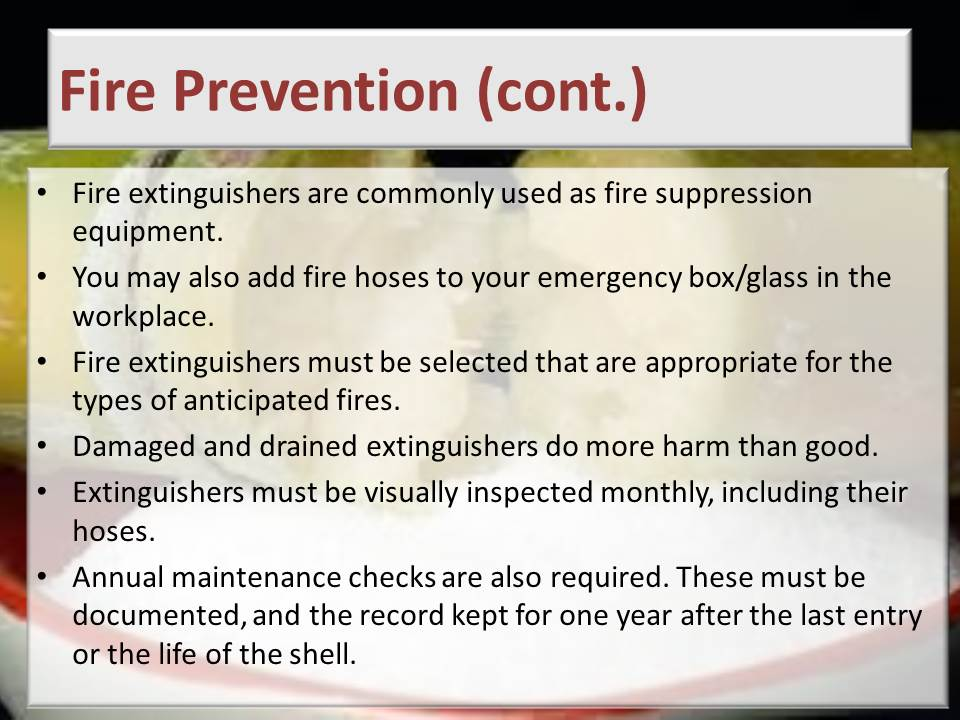 Fire Prevention (cont.)
• Fire extinguishers are commonly used as fire suppression
equipment.
• You may also add fire hoses to your emergency box/glass in the
workplace.
• Fire extinguishers must be selected that are appropriate for the
types of anticipated fires.
• Damaged and drained extinguishers do more harm than good.
• Extinguishers must be visually inspected monthly, including their
hoses.
• Annual maintenance checks are also required. These must be
documented, and the record kept for one year after the last entry
or the life of the shell.